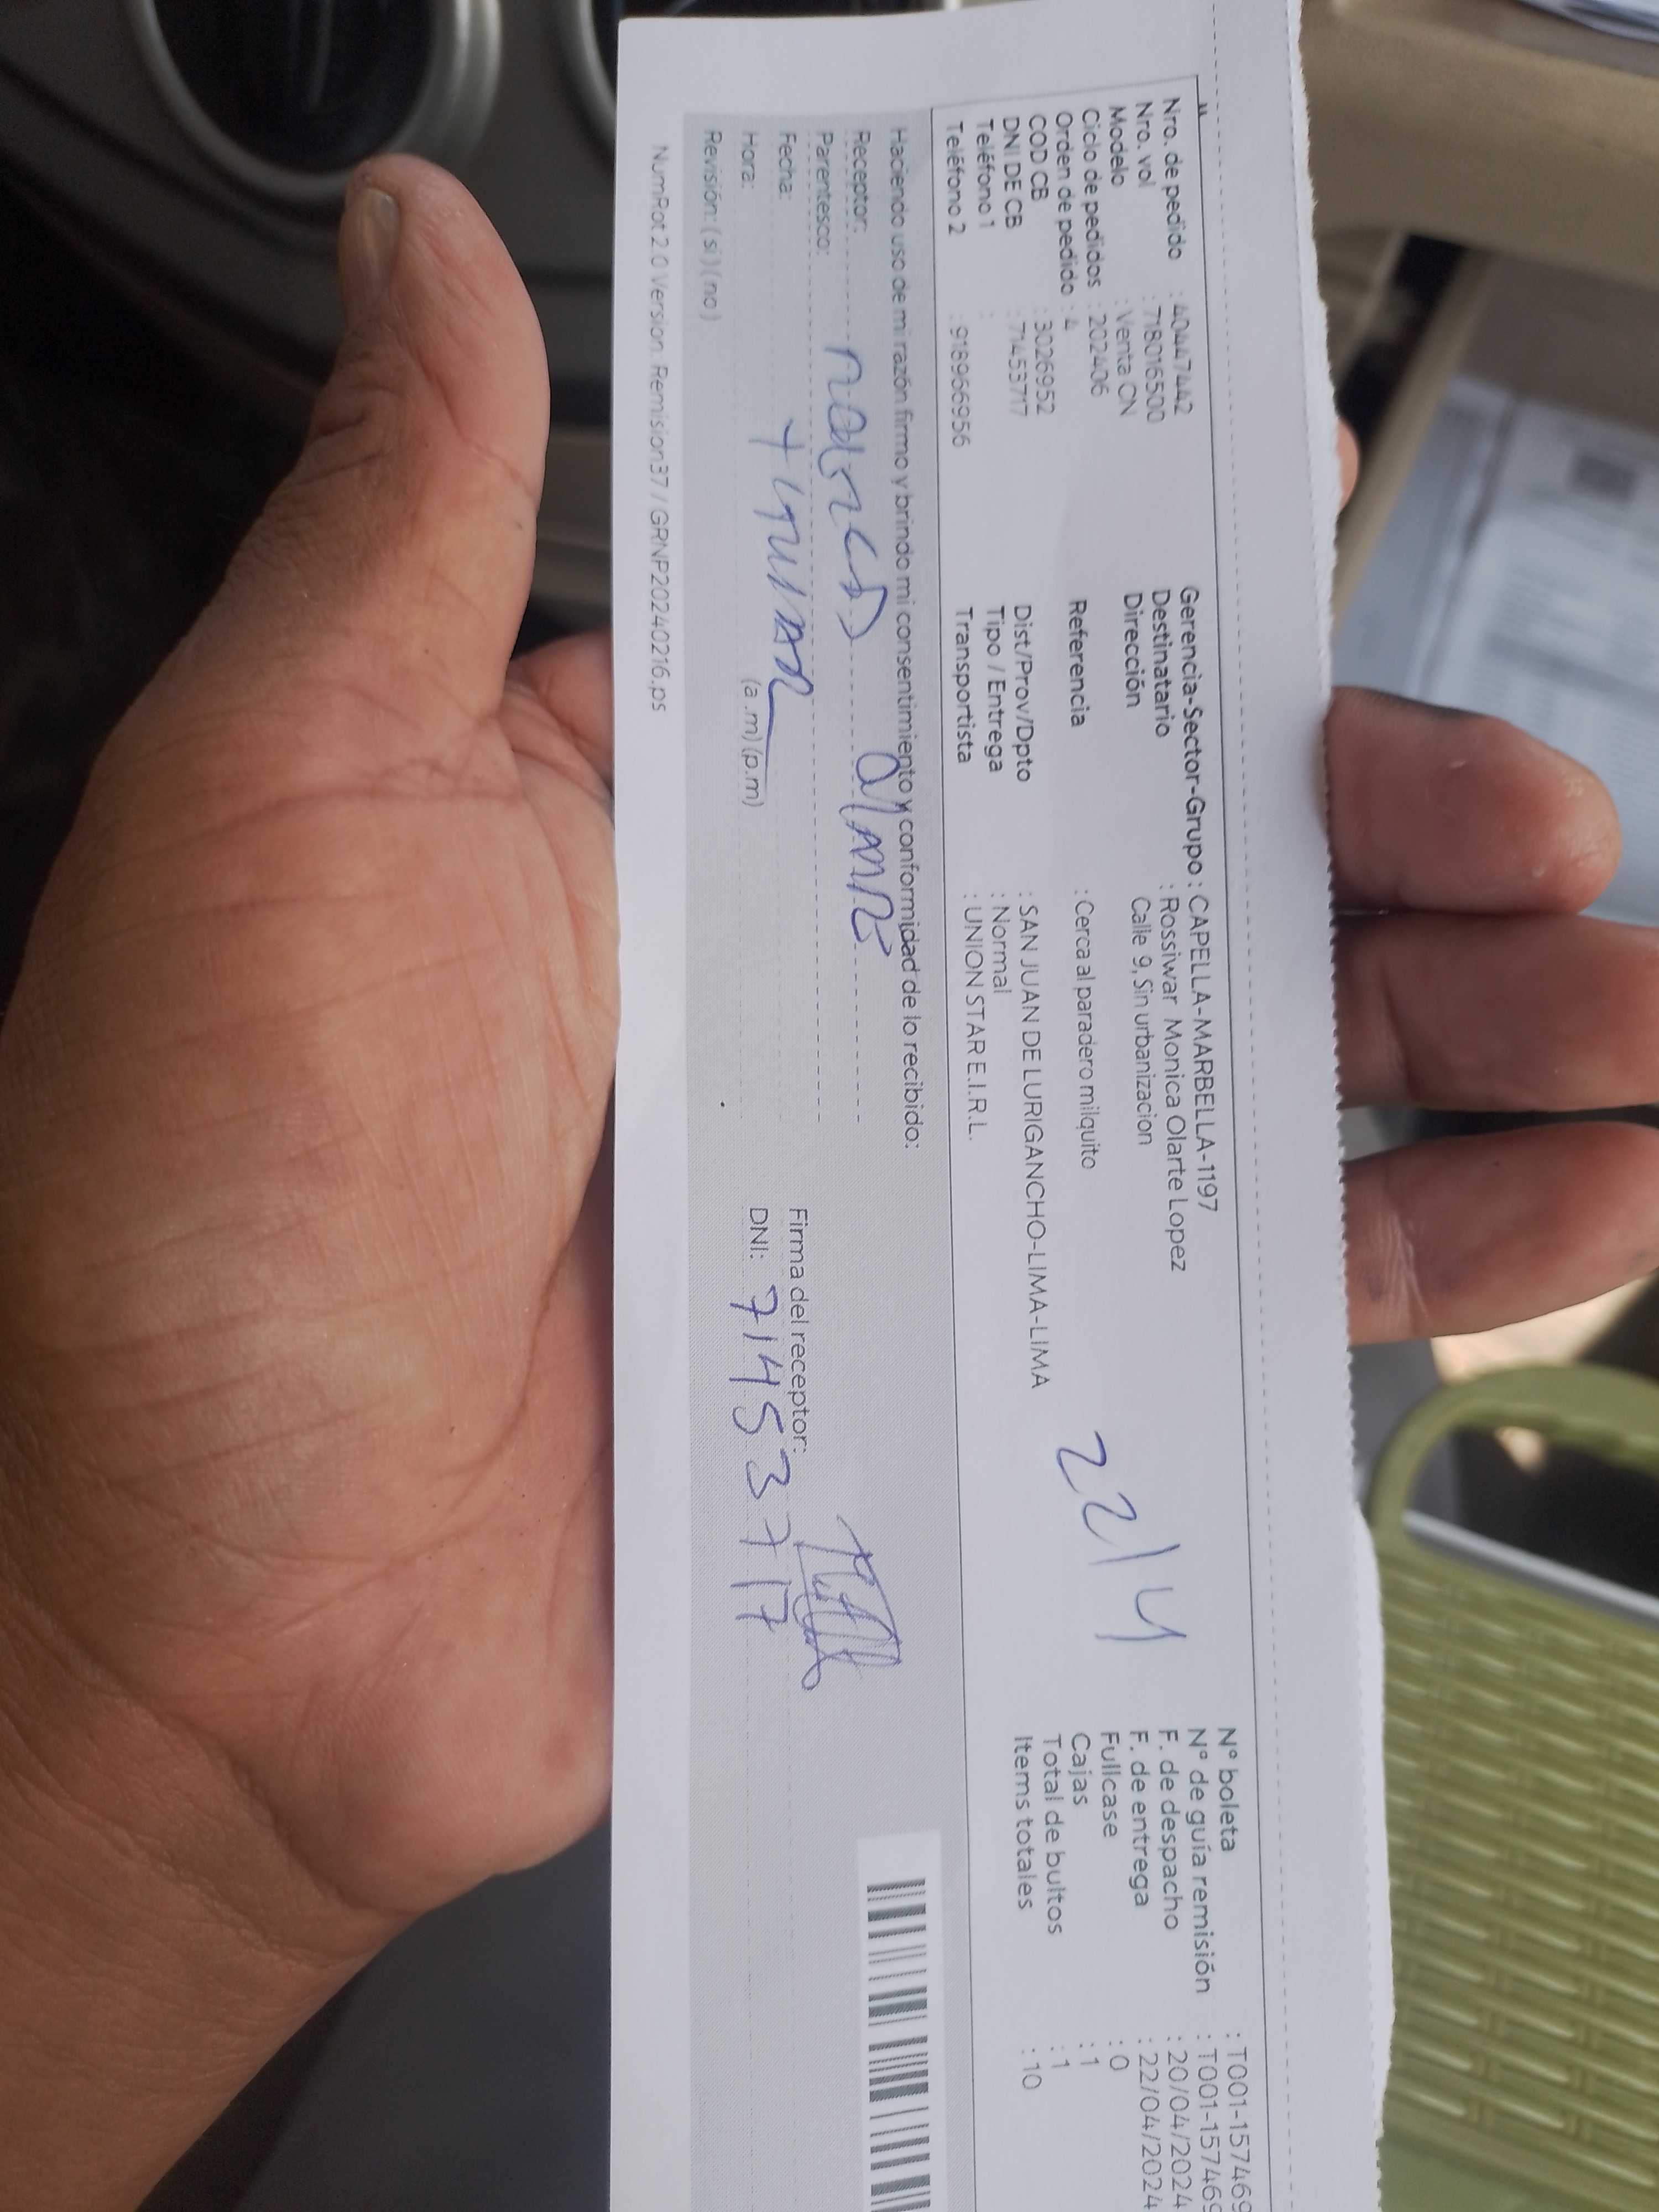 Nro. de pedido : 40447442
Nro. vol : 718016500
Modelo : Venta CN
Ciclo de pedidos : 202406
Orden de pedido : 4
COD CB : 3026952
DNI DE CB : 71453717
Teléfono 1 :
Teléfono 2 : 918966956
Gerencia-Sector-Grupo : CAPELLA-MARBELLA-1197
Destinatario : Rossiwar Monica Olarte Lopez
Dirección Calle 9, Sin urbanizacion
Referencia : Cerca al paradero milquito
Dist/Prov/Dpto : SAN JUAN DE LURIGANCHO-LIMA-LIMA
Tipo / Entrega : Normal
Transportista : UNION STAR E.I.R.L.
22/4
N° boleta : T001-157469
N° de guía remisión : T001-157469
F. de despacho : 20/04/2024
F. de entrega : 22/04/2024
Fullcase : 0
Cajas : 1
Total de bultos : 1
Items totales : 10
Haciendo uso de mi razón firmo y brindo mi consentimiento y conformidad de lo recibido:
Receptor:
Parentesco:
Fecha:
Hora: (a.m) (p.m)
Revisión: ( si ) ( no )
Firma del receptor:
DNI: 71453717
NumRot 2.0 Version. Remision37 / GRNP20240216.ps